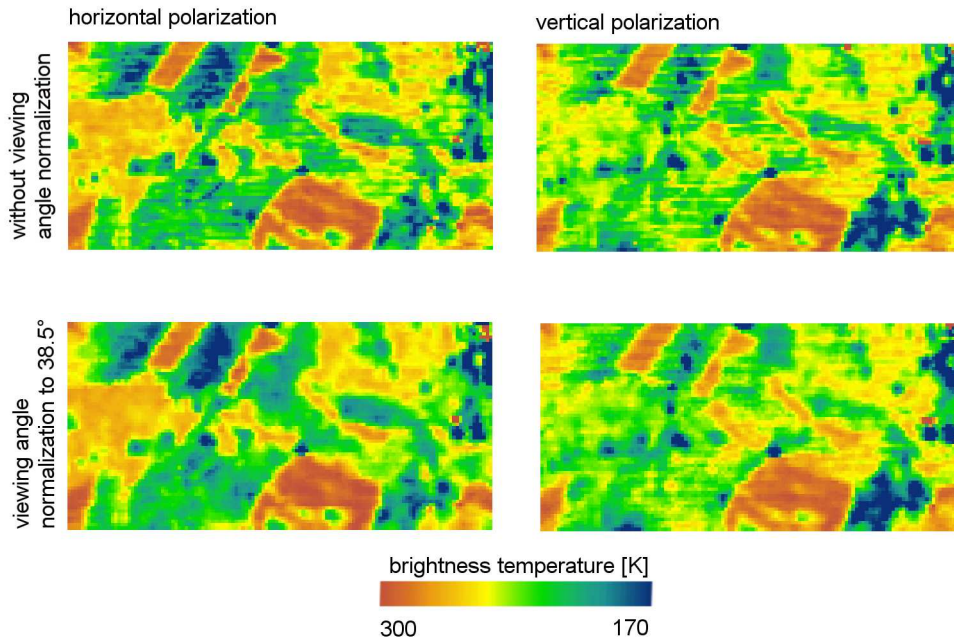 horizontal polarization
vertical polarization
without viewing
angle normalization
viewing angle
normalization to 38.5°
brightness temperature [K]
300
170